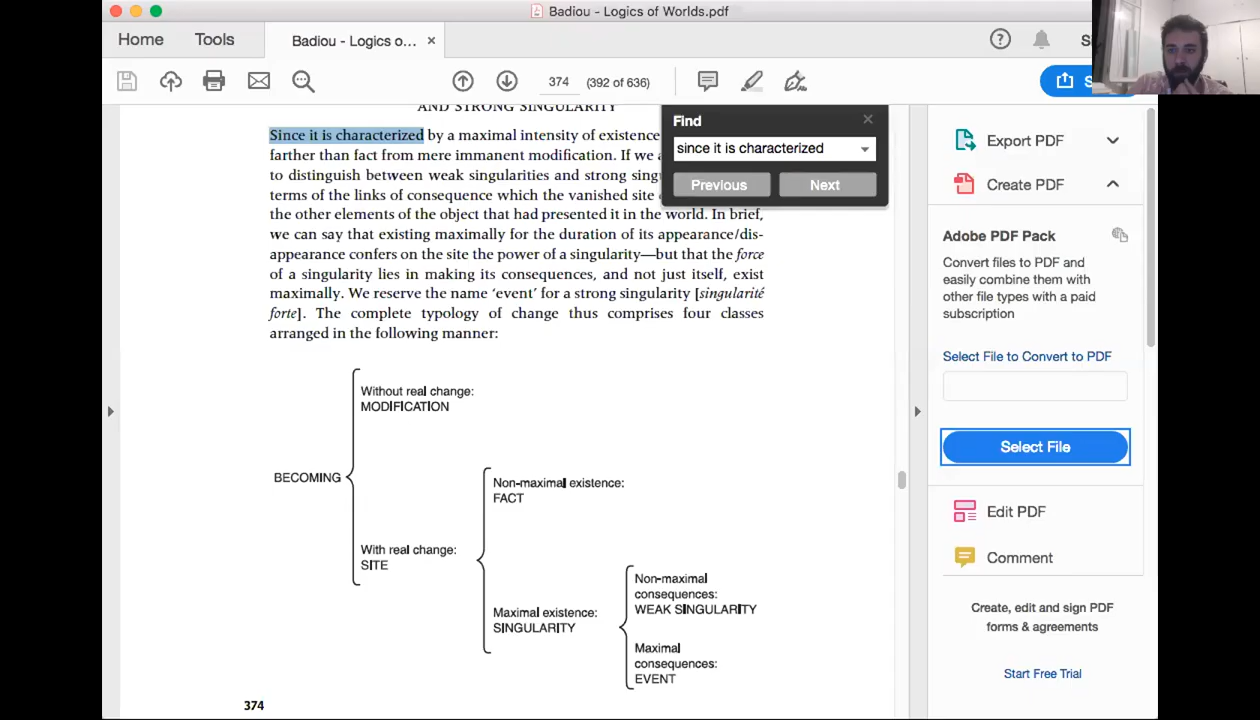 Badiou - Logics of Worlds.pdf
Home
Tools
Badiou - Logics o...
374
(392 of 636)
AND STRONG SINGULARITY
Since it is characterized by a maximal intensity of existence
farther than fact from mere immanent modification. If we
to distinguish between weak singularities and strong
terms of the links of consequence which the vanished site
the other elements of the object that had presented it in the world. In brief,
we can say that existing maximally for the duration of its appearance/dis-
appearance confers on the site the power of a singularity—but that the force
of a singularity lies in making its consequences, and not just itself, exist
maximally. We reserve the name ‘event’ for a strong singularity [singularité
forte]. The complete typology of change thus comprises four classes
arranged in the following manner:
Find
since it is characterized
Previous
Next
BECOMING
Without real change:
MODIFICATION
With real change:
SITE
Non-maximal existence:
FACT
Maximal existence:
SINGULARITY
Non-maximal
consequences:
WEAK SINGULARITY
Maximal
consequences:
EVENT
374
Export PDF
Create PDF
Adobe PDF Pack
Convert files to PDF and
easily combine them with
other file types with a paid
subscription
Select File to Convert to PDF
Select File
Edit PDF
Comment
Create, edit and sign PDF
forms & agreements
Start Free Trial